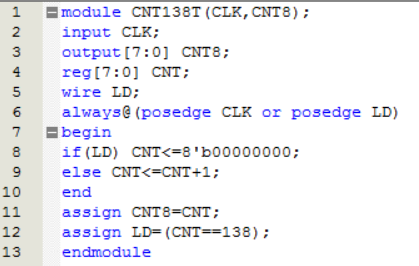 1 module CNT138T(CLK,CNT8);
2 input CLK;
3 output[7:0] CNT8;
4 reg[7:0] CNT;
5 wire LD;
6 always@(posedge CLK or posedge LD)
7 begin
8 if(LD) CNT<=8'b00000000;
9 else CNT<=CNT+1;
10 end
11 assign CNT8=CNT;
12 assign LD=(CNT==138);
13 endmodule